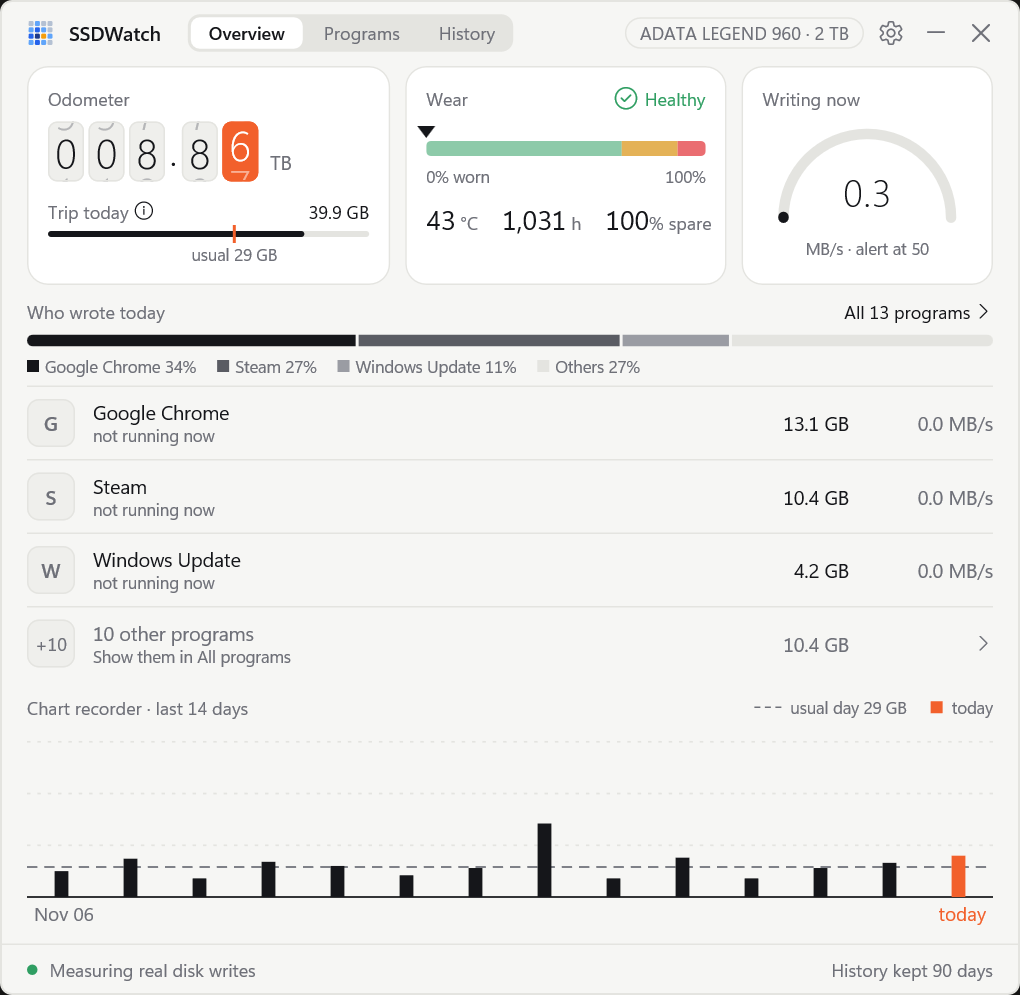 SSDWatch
Overview Programs History
ADATA LEGEND 960 · 2 TB
Odometer
008.86 TB
Trip today 39.9 GB
usual 29 GB
Wear
Healthy
0% worn 100%
43 °C 1,031 h 100% spare
Writing now
0.3
MB/s · alert at 50
Who wrote today
All 13 programs
Google Chrome 34% Steam 27% Windows Update 11% Others 27%
G
Google Chrome
not running now
13.1 GB 0.0 MB/s
S
Steam
not running now
10.4 GB 0.0 MB/s
W
Windows Update
not running now
4.2 GB 0.0 MB/s
+10
10 other programs
Show them in All programs
10.4 GB
Chart recorder · last 14 days
usual day 29 GB today
Nov 06 today
Measuring real disk writes
History kept 90 days